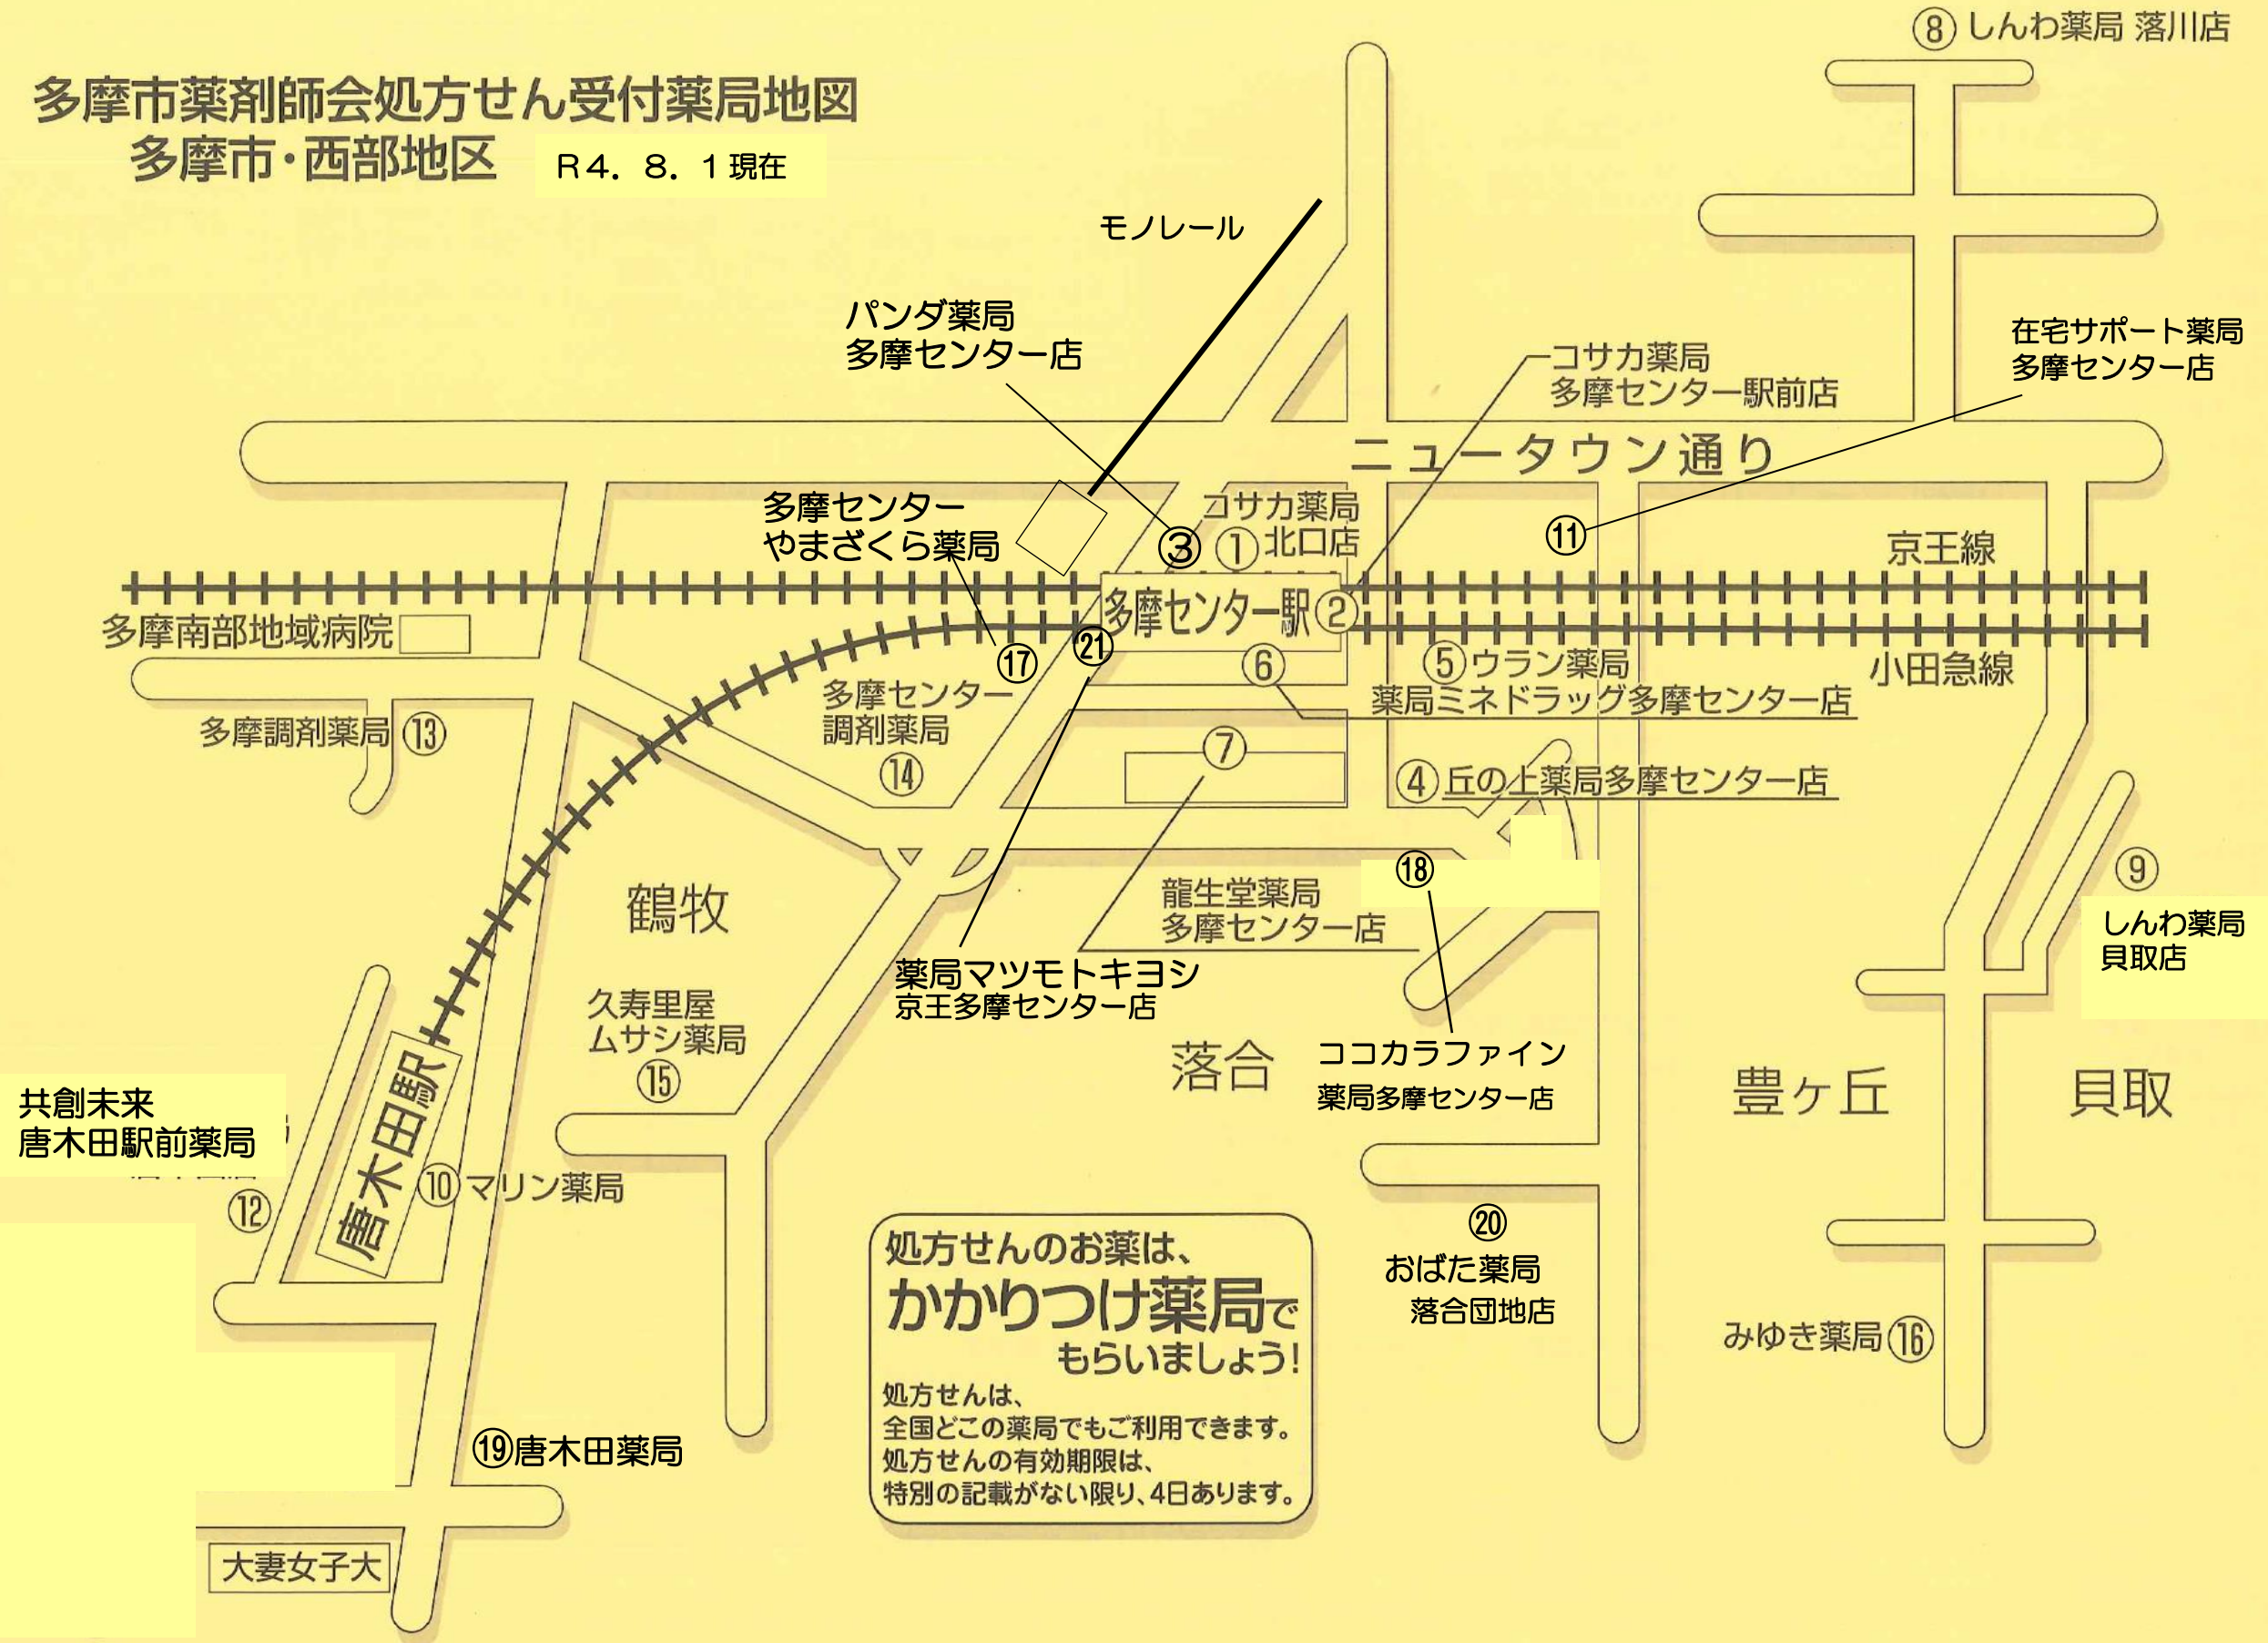 多摩市薬剤師会処方せん受付薬局地図
多摩市・西部地区 R4．8．1現在
⑧しんわ薬局 落川店
モノレール
パンダ薬局
多摩センター店
コサカ薬局
多摩センター駅前店
在宅サポート薬局
多摩センター店
ニュータウン通り
多摩センター
やまざくら薬局
コサカ薬局
③ ① 北口店
⑪
京王線
多摩センター駅②
多摩南部地域病院
㉑
⑰
⑥
⑤ウラン薬局
小田急線
薬局ミネドラッグ多摩センター店
多摩センター
調剤薬局
⑭
多摩調剤薬局⑬
⑦
④丘の上薬局多摩センター店
⑱
⑨
しんわ薬局
貝取店
鶴牧
龍生堂薬局
多摩センター店
薬局マツモトキヨシ
京王多摩センター店
久寿里屋
ムサシ薬局
⑮
落合
ココカラファイン
薬局多摩センター店
豊ヶ丘
貝取
共創未来
唐木田駅前薬局
⑫
唐木田駅
⑩マリン薬局
⑳
おばた薬局
落合団地店
みゆき薬局⑯
処方せんのお薬は、
かかりつけ薬局で
もらいましょう!
処方せんは、
全国どこの薬局でもご利用できます。
処方せんの有効期限は、
特別の記載がない限り、4日あります。
⑲唐木田薬局
大妻女子大